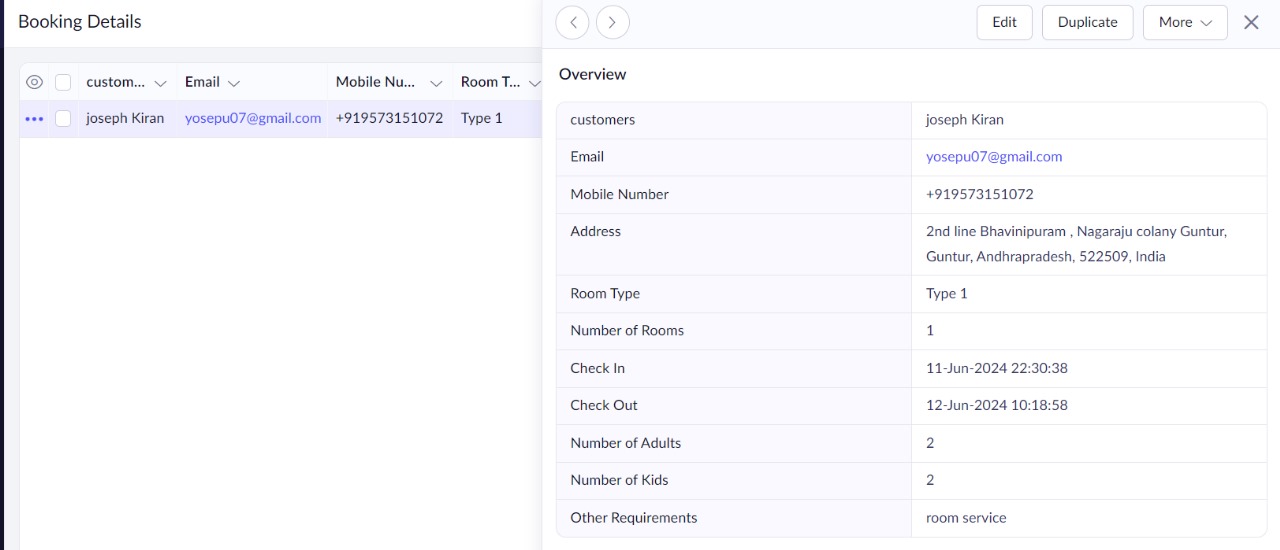 Booking Details
Edit Duplicate More
custom... Email Mobile Nu... Room T...
joseph Kiran yosepu07@gmail.com +919573151072 Type 1
Overview
customers joseph Kiran
Email yosepu07@gmail.com
Mobile Number +919573151072
Address 2nd line Bhavinipuram , Nagaraju colany Guntur,
Guntur, Andhrapradesh, 522509, India
Room Type Type 1
Number of Rooms 1
Check In 11-Jun-2024 22:30:38
Check Out 12-Jun-2024 10:18:58
Number of Adults 2
Number of Kids 2
Other Requirements room service